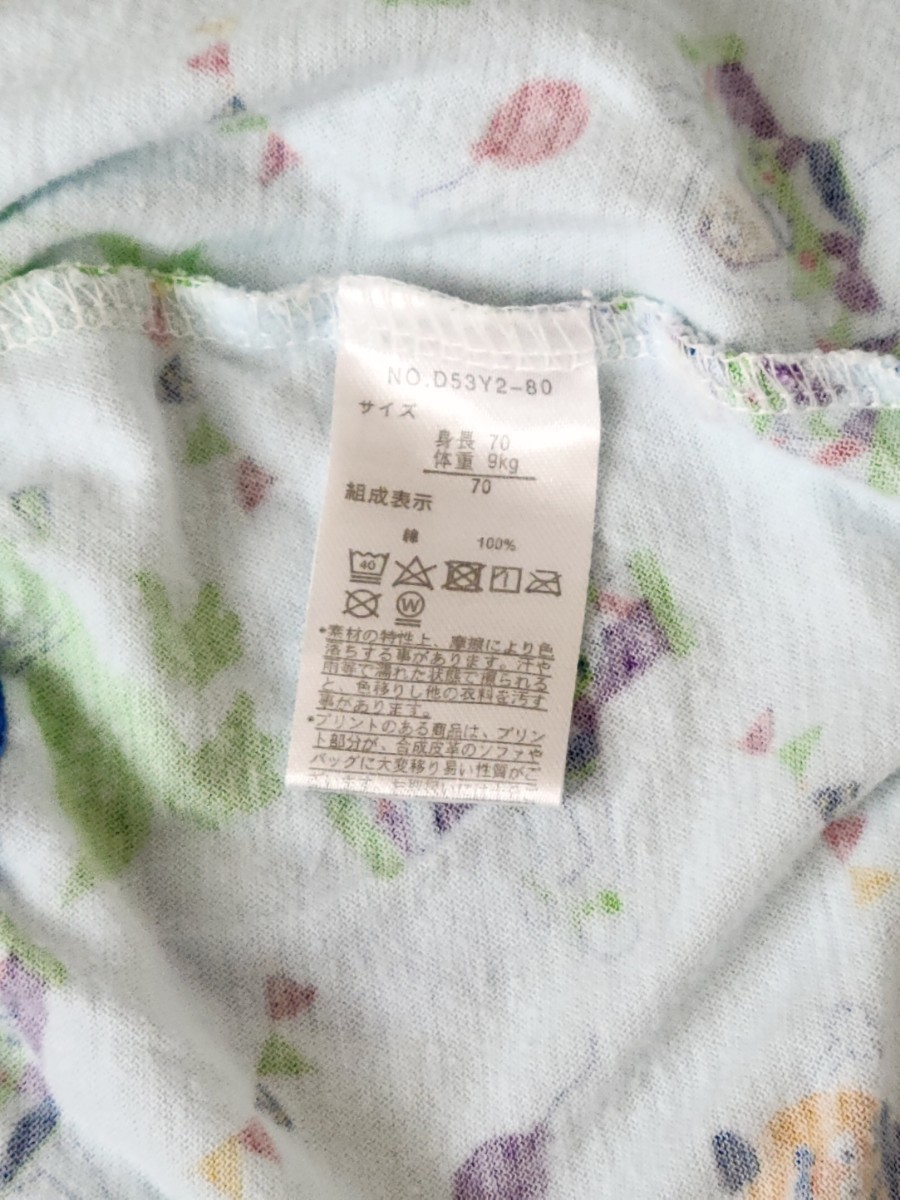 NO.D53Y2-80
サイズ
身長 70
体重 9kg
70
組成表示
綿 100%
40
W
*素材の特性上、摩擦により色
落ちする事があります。汗や
雨等で濡れた状態で擦られる
と、色移りし他の衣料を汚す
事があります。
*プリントのある商品は、プリン
ト部分が、合成皮革のソファや
バッグに大変移り易い性質がご
ざいます。